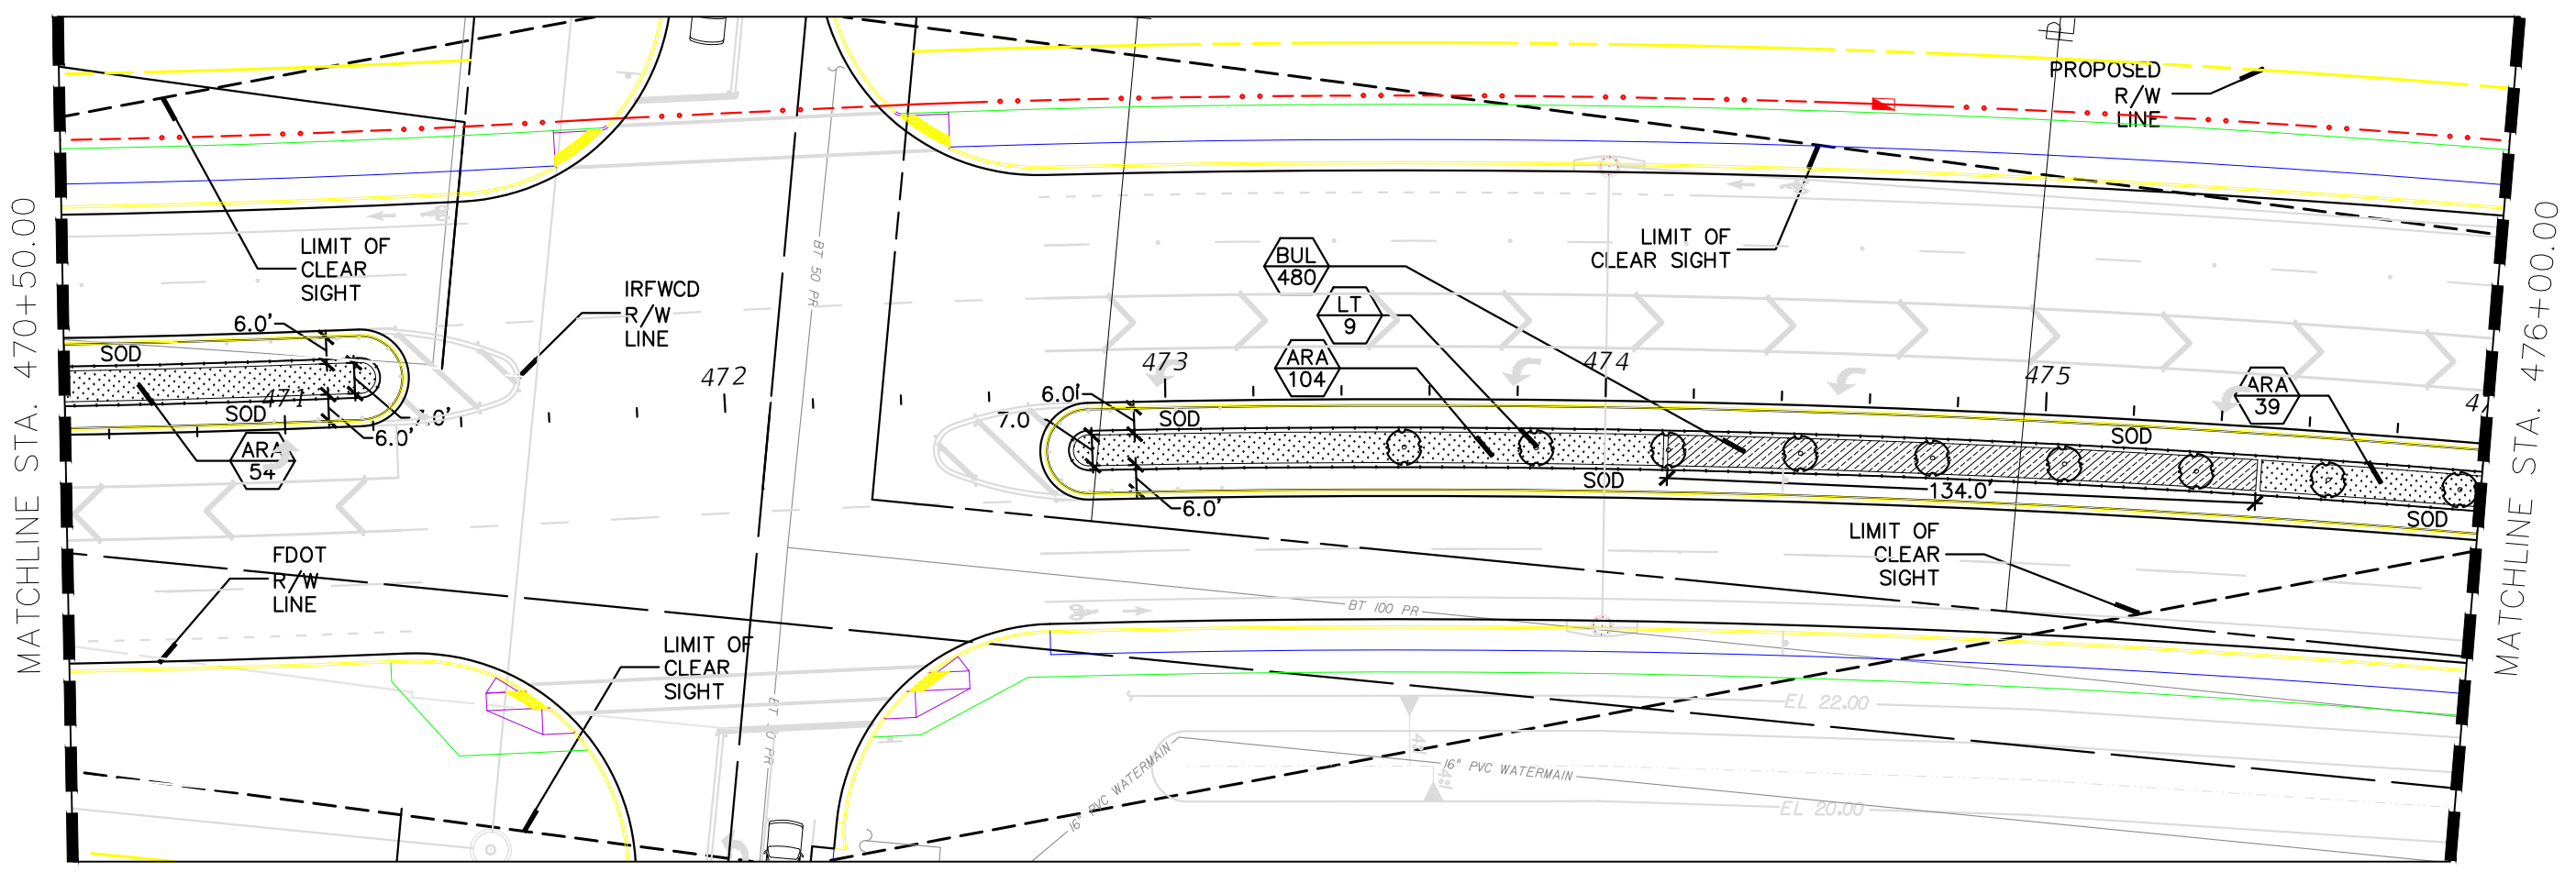 PROPOSED
R/W
LINE
MATCHLINE STA. 470+50.00
MATCHLINE STA. 476+00.00
LIMIT OF
CLEAR
SIGHT
IRFWCD
R/W
LINE
BT 50 PR
LIMIT OF
CLEAR SIGHT
BUL
480
LT
9
ARA
104
ARA
39
6.0'
SOD
471
SOD
7.0'
6.0'
ARA
54
472
473
474
475
6.0'
7.0
SOD
SOD
SOD
134.0'
6.0'
SOD
FDOT
R/W
LINE
LIMIT OF
CLEAR
SIGHT
BT 100 PR
LIMIT OF
CLEAR
SIGHT
EL 22.00
16" PVC WATERMAIN
16" PVC WATERMAIN
4:1
EL 20.00